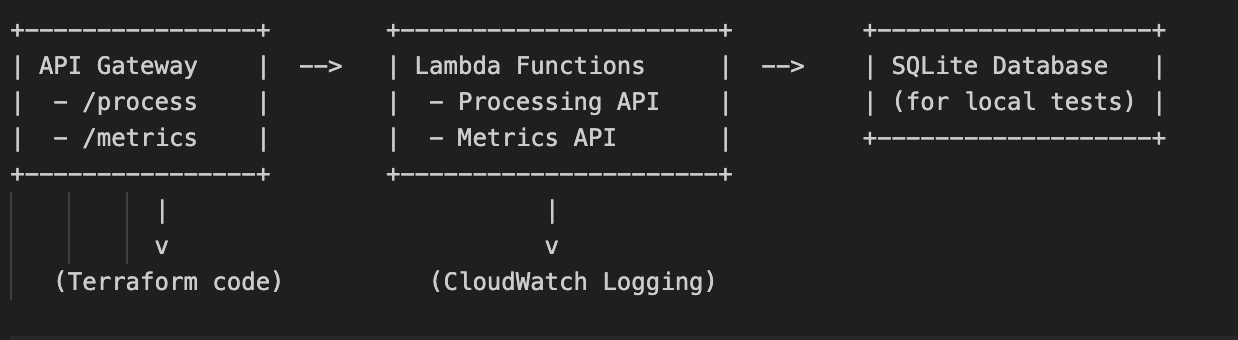 +----------------+        +----------------------+         +-------------------+
| API Gateway    |  -->   | Lambda Functions     |  -->    | SQLite Database   |
|  - /process    |        |  - Processing API    |         | (for local tests) |
|  - /metrics    |        |  - Metrics API       |         +-------------------+
+----------------+        +----------------------+
          |                          |
          v                          v
   (Terraform code)          (CloudWatch Logging)